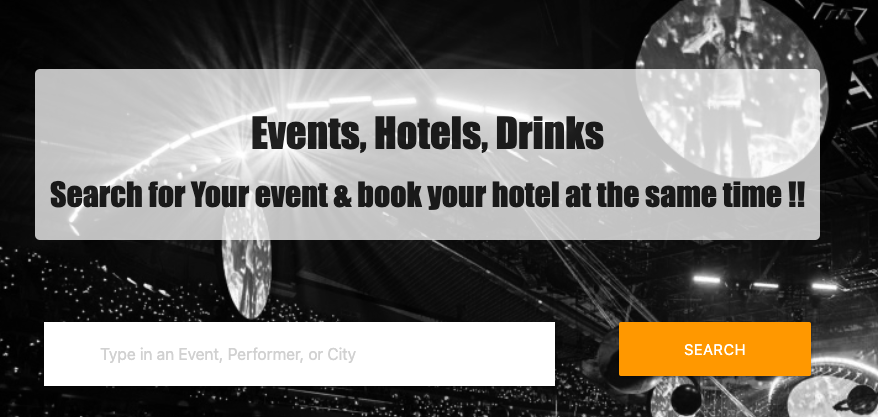 Events, Hotels, Drinks
Search for Your event & book your hotel at the same time !!
Type in an Event, Performer, or City
SEARCH